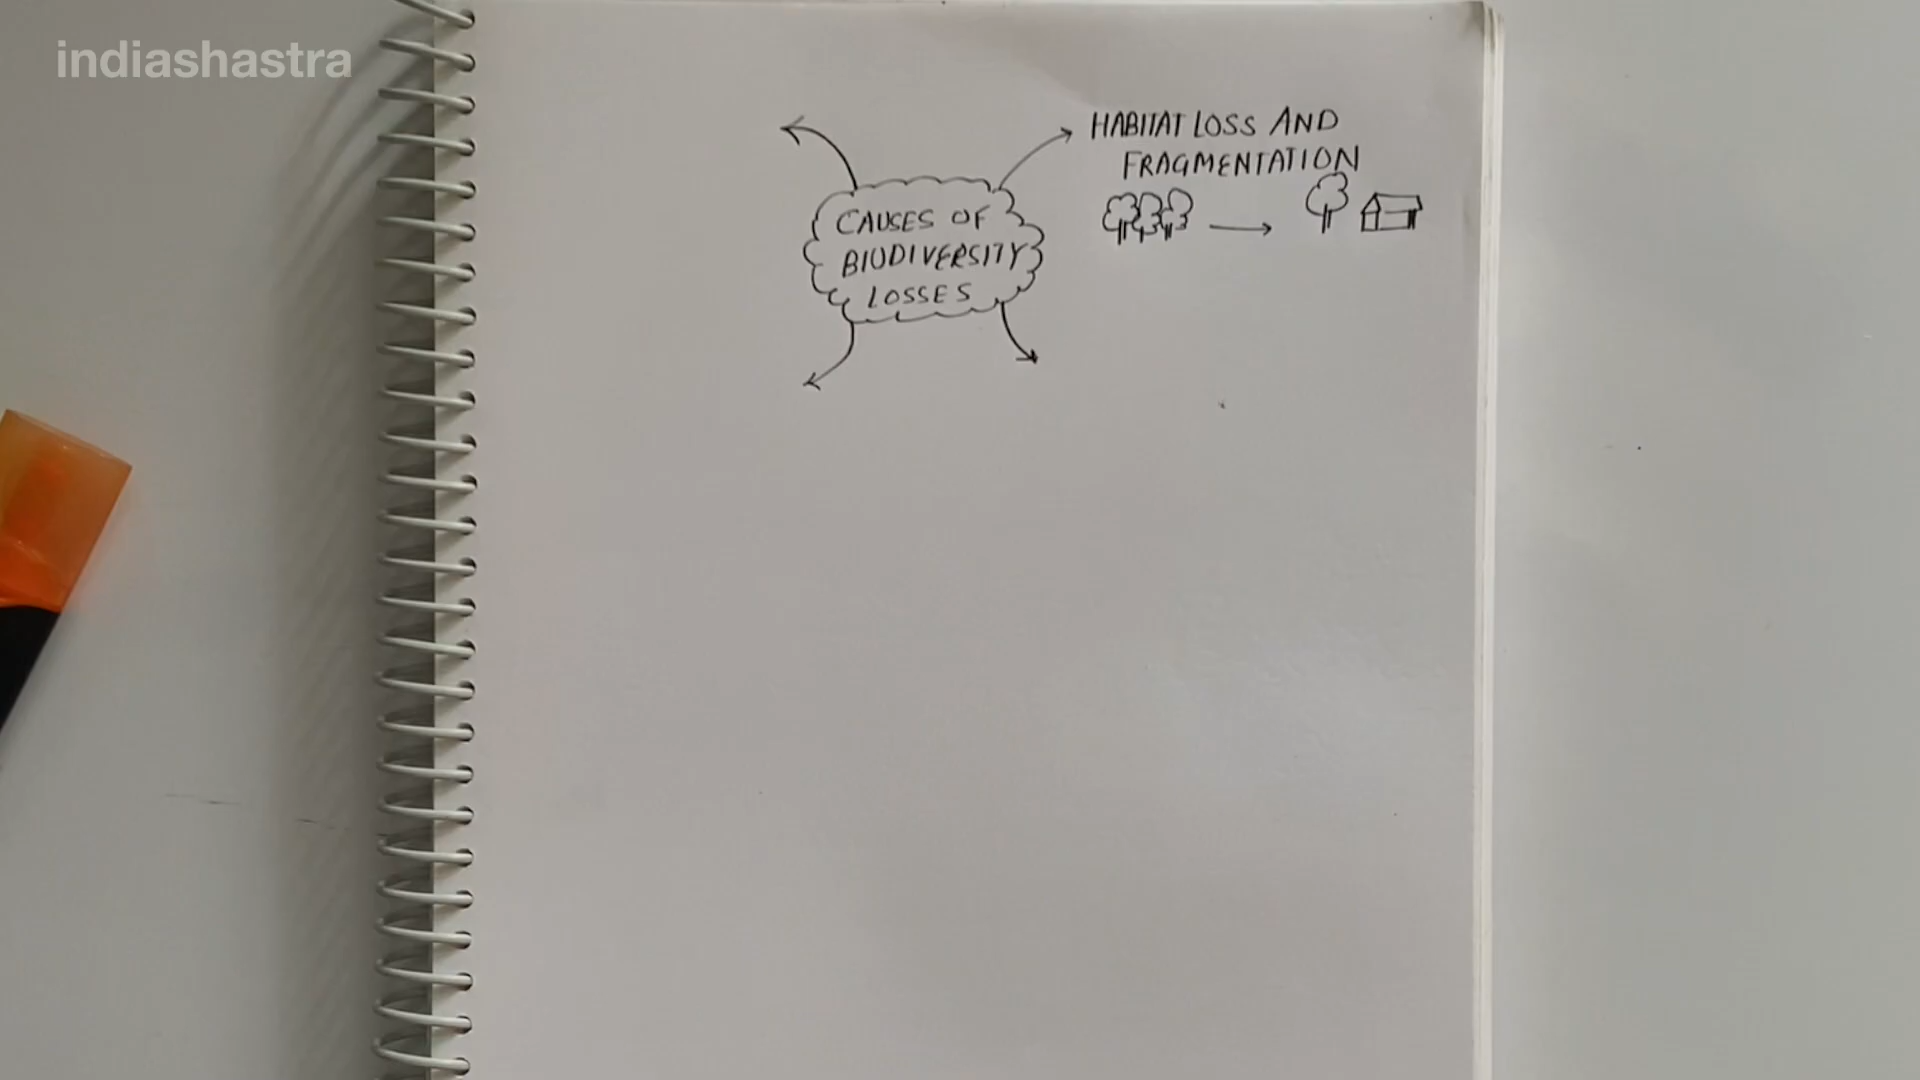 indiashastra
HABITAT LOSS AND
FRAGMENTATION
CAUSES OF
BIODIVERSITY
LOSSES